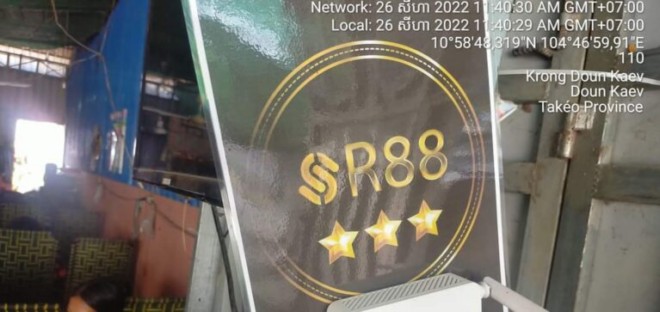 Network: 26 សីហា 2022 11:40:30 AM GMT+07:00
Local: 26 សីហា 2022 11:40:29 AM GMT+07:00
10°58'48,319"N 104°46'59,91"E
110
Krong Doun Kaev
Doun Kaev
Takéo Province
SR88